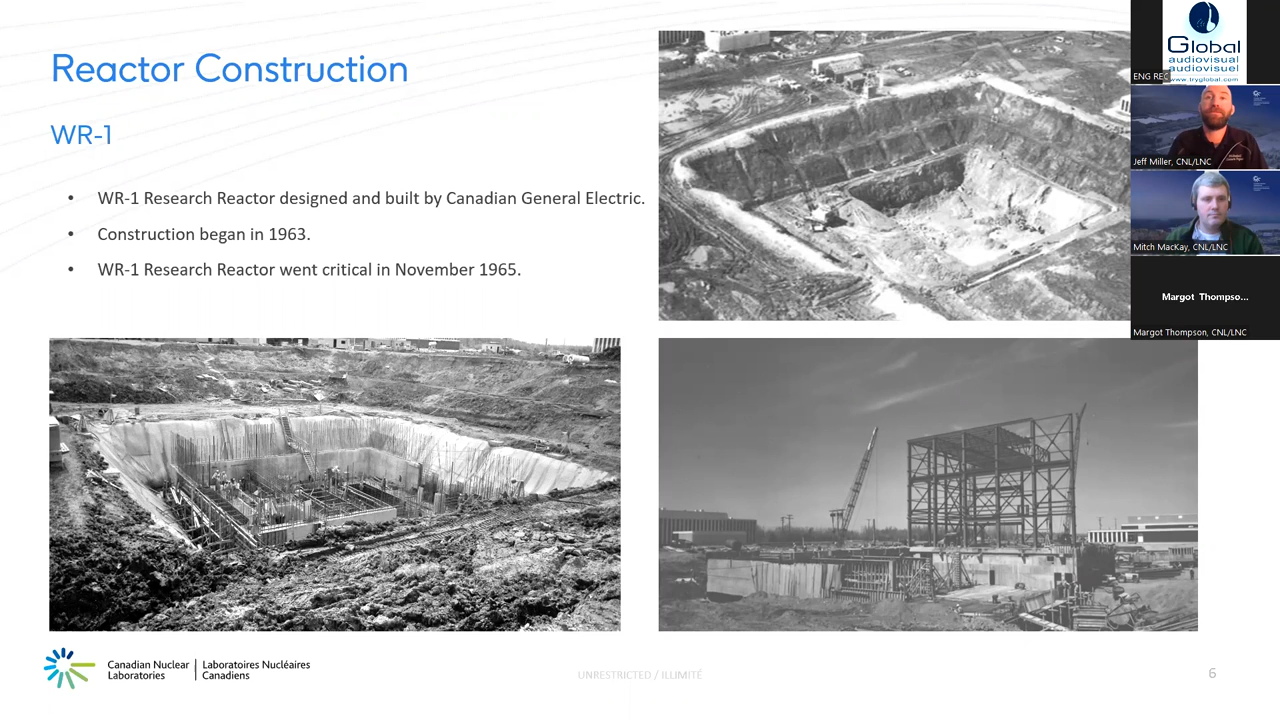 Reactor Construction
WR-1
• WR-1 Research Reactor designed and built by Canadian General Electric.
• Construction began in 1963.
• WR-1 Research Reactor went critical in November 1965.
Global
audiovisuel
audiovisual
www.tryglobal.com
ENG REC
Jeff Miller, CNL/LNC
Mitch MacKay, CNL/LNC
Margot Thompso...
Margot Thompson, CNL/LNC
Canadian Nuclear Laboratories
Laboratoires Nucléaires Canadiens
UNRESTRICTED / ILLIMITÉ
6